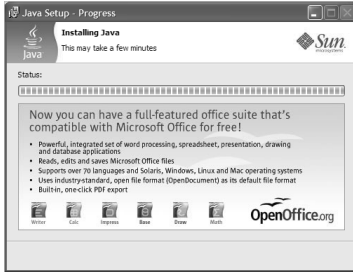 Java Setup - Progress
Installing Java
This may take a few minutes
Java
Sun
microsystems
Status:
Now you can have a full-featured office suite that's
compatible with Microsoft Office for free!
• Powerful, integrated set of word processing, spreadsheet, presentation, drawing
and database applications
• Reads, edits and saves Microsoft Office files
• Supports over 70 languages and Solaris, Windows, Linux and Mac operating systems
• Uses industry-standard, open file format (OpenDocument) as its default file format
• Built-in, one-click PDF export
Writer Calc Impress Base Draw Math
OpenOffice.org